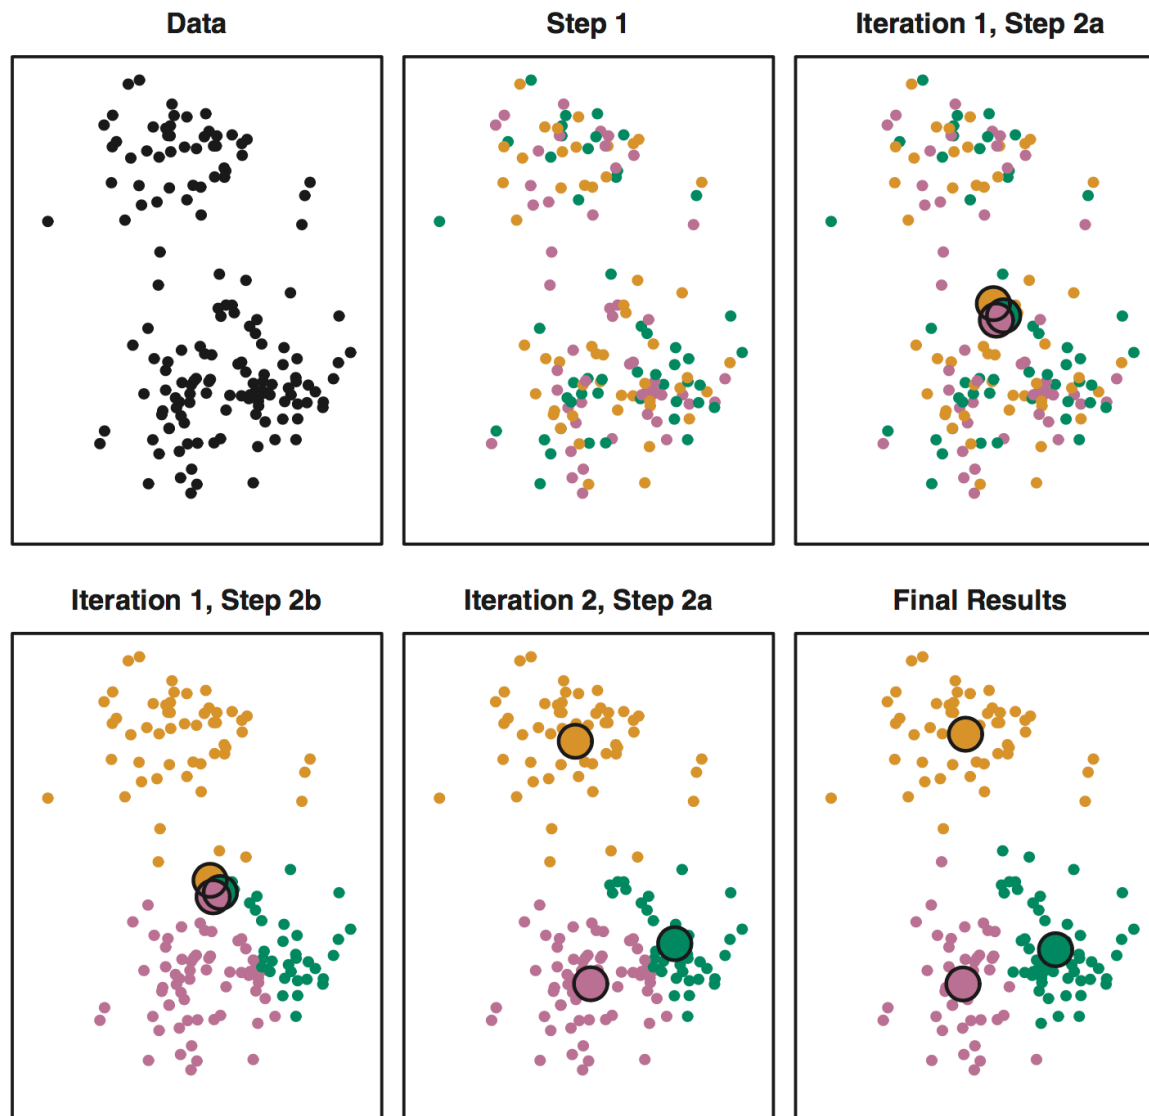 Data
Step 1
Iteration 1, Step 2a
Iteration 1, Step 2b
Iteration 2, Step 2a
Final Results